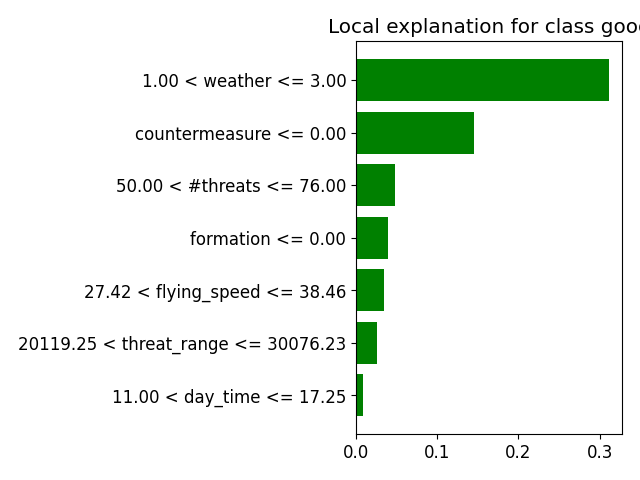 Local explanation for class good
1.00 < weather <= 3.00
countermeasure <= 0.00
50.00 < #threats <= 76.00
formation <= 0.00
27.42 < flying_speed <= 38.46
20119.25 < threat_range <= 30076.23
11.00 < day_time <= 17.25
0.0 0.1 0.2 0.3